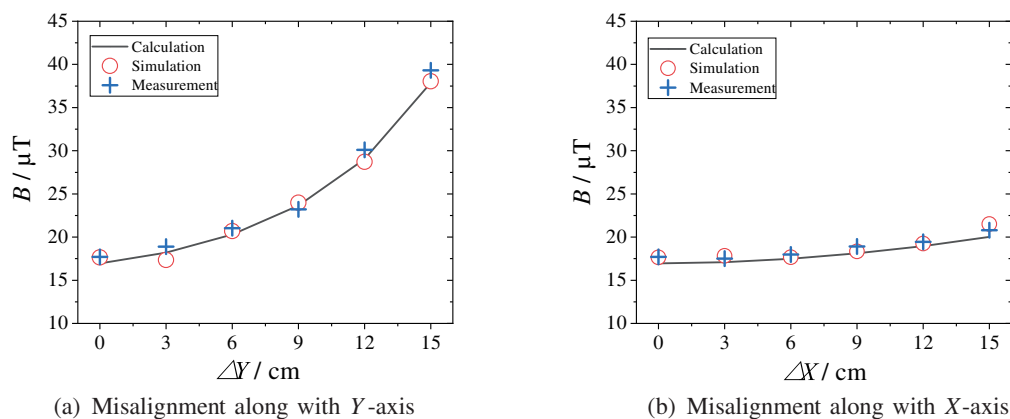 45
40
35
30
25
20
15
10
B / μT
Calculation
Simulation
Measurement
0 3 6 9 12 15
△Y / cm
(a) Misalignment along with Y-axis
45
40
35
30
25
20
15
10
B / μT
Calculation
Simulation
Measurement
0 3 6 9 12 15
△X / cm
(b) Misalignment along with X-axis